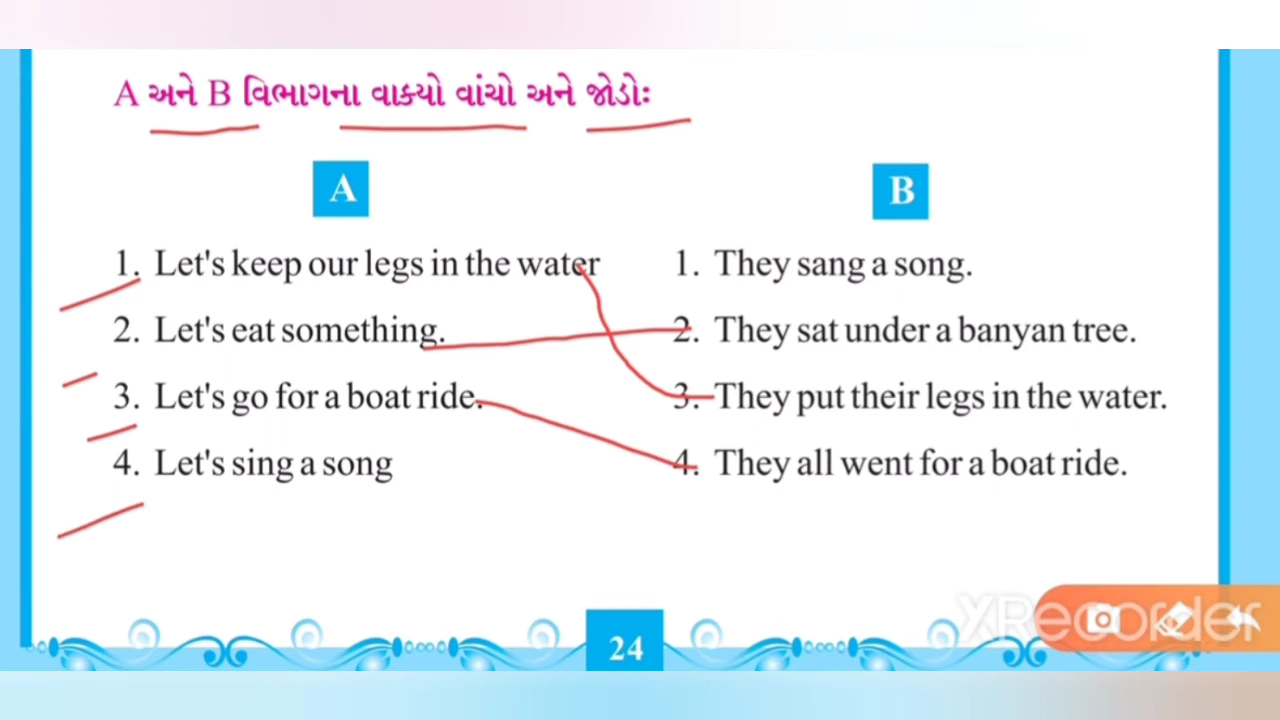 A અને B વિભાગના વાક્યો વાંચો અને જોડોઃ
A
B
1. Let's keep our legs in the water
1. They sang a song.
2. Let's eat something.
2. They sat under a banyan tree.
3. Let's go for a boat ride.
3. They put their legs in the water.
4. Let's sing a song
4. They all went for a boat ride.
24
XRecorder